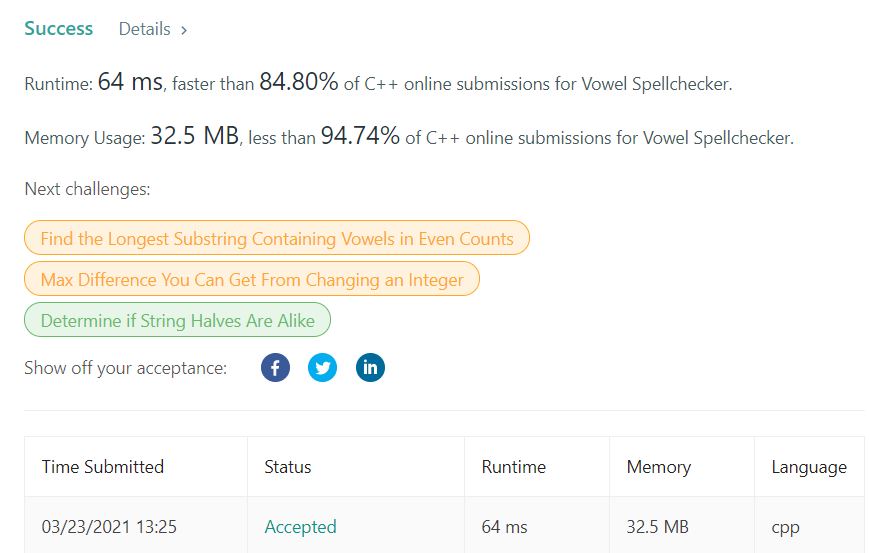 Success Details >
Runtime: 64 ms, faster than 84.80% of C++ online submissions for Vowel Spellchecker.
Memory Usage: 32.5 MB, less than 94.74% of C++ online submissions for Vowel Spellchecker.
Next challenges:
Find the Longest Substring Containing Vowels in Even Counts
Max Difference You Can Get From Changing an Integer
Determine if String Halves Are Alike
Show off your acceptance: f in
Time Submitted Status Runtime Memory Language
03/23/2021 13:25 Accepted 64 ms 32.5 MB cpp